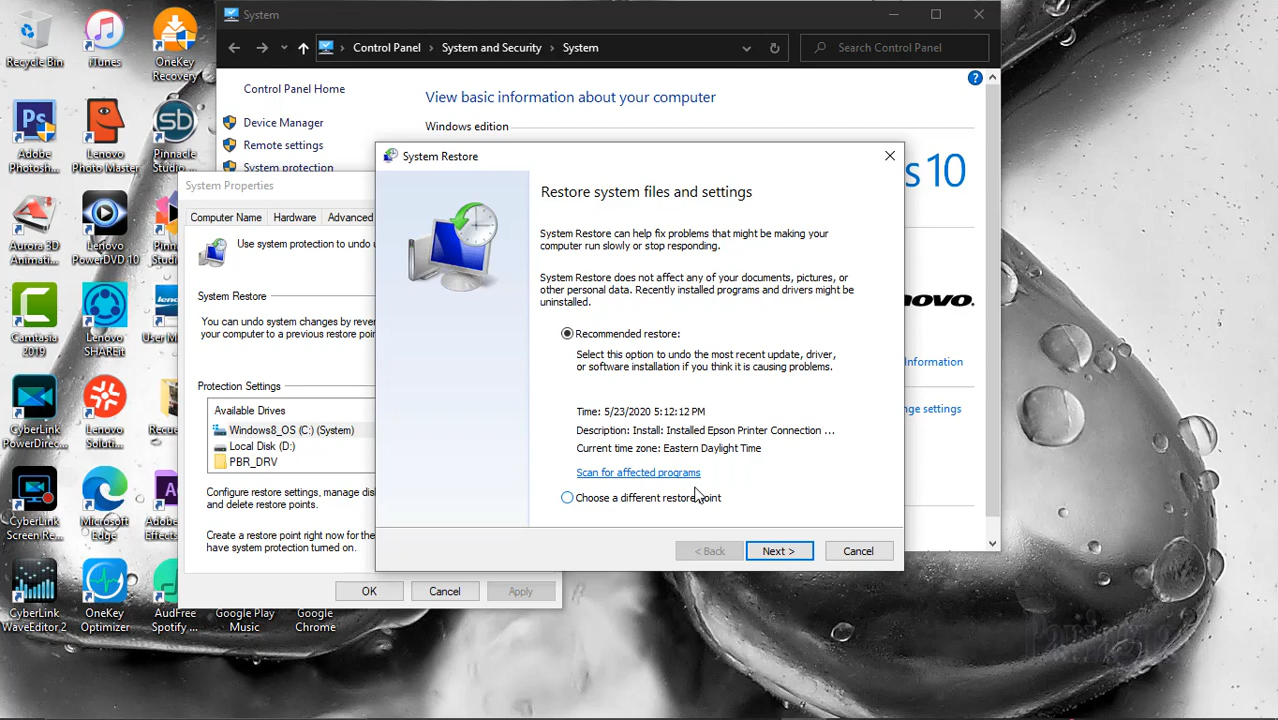 System
Control Panel
System and Security
System
Search Control Panel
Control Panel Home
Device Manager
Remote settings
System protection
View basic information about your computer
Windows edition
s 10
novo.
Information
nge settings
System Properties
Computer Name
Hardware
Advanced
Use system protection to undo u
System Restore
You can undo system changes by rever
your computer to a previous restore poin
Protection Settings
Available Drives
Windows8_OS (C:) (System)
Local Disk (D:)
PBR_DRV
Configure restore settings, manage dis
and delete restore points.
Create a restore point right now for the
have system protection turned on.
OK
Cancel
Apply
System Restore
Restore system files and settings
System Restore can help fix problems that might be making your
computer run slowly or stop responding.
System Restore does not affect any of your documents, pictures, or
other personal data. Recently installed programs and drivers might be
uninstalled.
Recommended restore:
Select this option to undo the most recent update, driver,
or software installation if you think it is causing problems.
Time: 5/23/2020 5:12:12 PM
Description: Install: Installed Epson Printer Connection ...
Current time zone: Eastern Daylight Time
Scan for affected programs
Choose a different restore point
< Back
Next >
Cancel
Recycle Bin
iTunes
OneKey
Recovery
Ps
Adobe
Photosh...
Lenovo
Photo Master
sb
Pinnacle
Studio ...
Aurora 3D
Animati...
Lenovo
PowerDVD 10
Pinn
Studi
Camtasia
2019
Lenovo
SHAREit
User M
CyberLink
PowerDirec...
Lenovo
Soluti...
Recue
CyberLink
Screen Re...
Microsoft
Edge
Adob
Effects
CyberLink
WaveEditor 2
OneKey
Optimizer
AudFree
Spotify ...
Google Play
Music
Google
Chrome